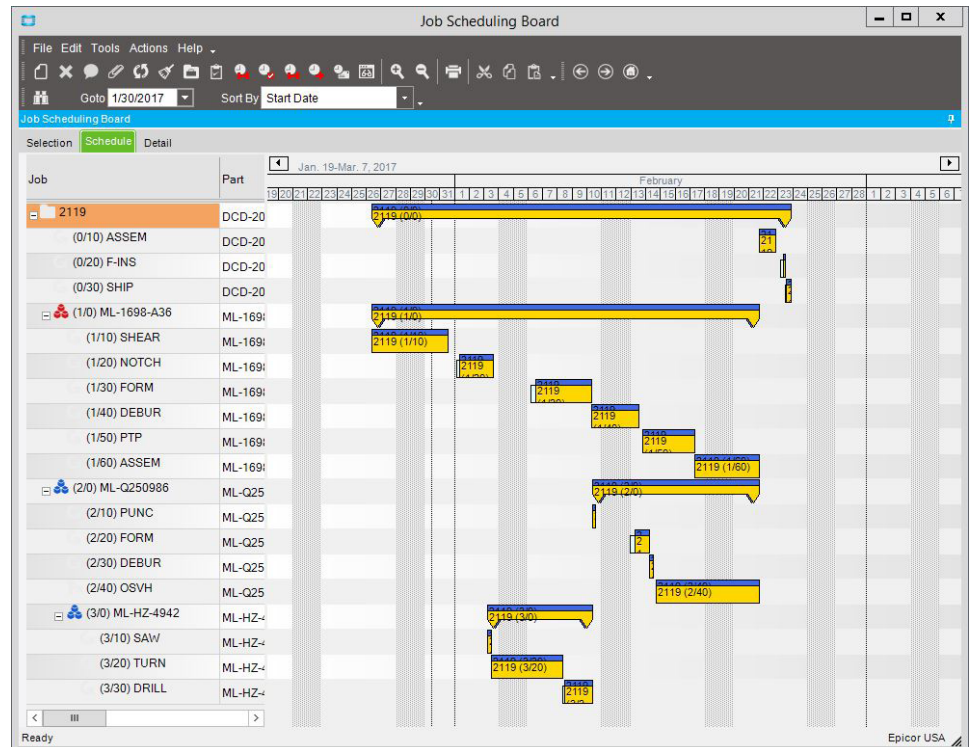 Job Scheduling Board
File Edit Tools Actions Help
Goto 1/30/2017 Sort By Start Date
Job Scheduling Board
Selection Schedule Detail
Job Part Jan. 19-Mar. 7, 2017
February
19 20 21 22 23 24 25 26 27 28 29 30 31 1 2 3 4 5 6 7 8 9 10 11 12 13 14 15 16 17 18 19 20 21 22 23 24 25 26 27 28 1 2 3 4 5 6
2119 DCD-20 2119 (0/0)
(0/10) ASSEM DCD-20 21
(0/20) F-INS DCD-20
(0/30) SHIP DCD-20
(1/0) ML-1698-A36 ML-169 2119 (1/0)
(1/10) SHEAR ML-169 2119 (1/10)
(1/20) NOTCH ML-169 2119
(1/30) FORM ML-169 2119
(1/40) DEBUR ML-169 2119
(1/50) PTP ML-169 2119
(1/60) ASSEM ML-169 2119 (1/60)
(2/0) ML-Q250986 ML-Q25 2119 (2/0)
(2/10) PUNC ML-Q25
(2/20) FORM ML-Q25 2
(2/30) DEBUR ML-Q25
(2/40) OSVH ML-Q25 2119 (2/40)
(3/0) ML-HZ-4942 ML-HZ- 2119 (3/0)
(3/10) SAW ML-HZ-
(3/20) TURN ML-HZ- 2119 (3/20)
(3/30) DRILL ML-HZ- 2119
Ready Epicor USA